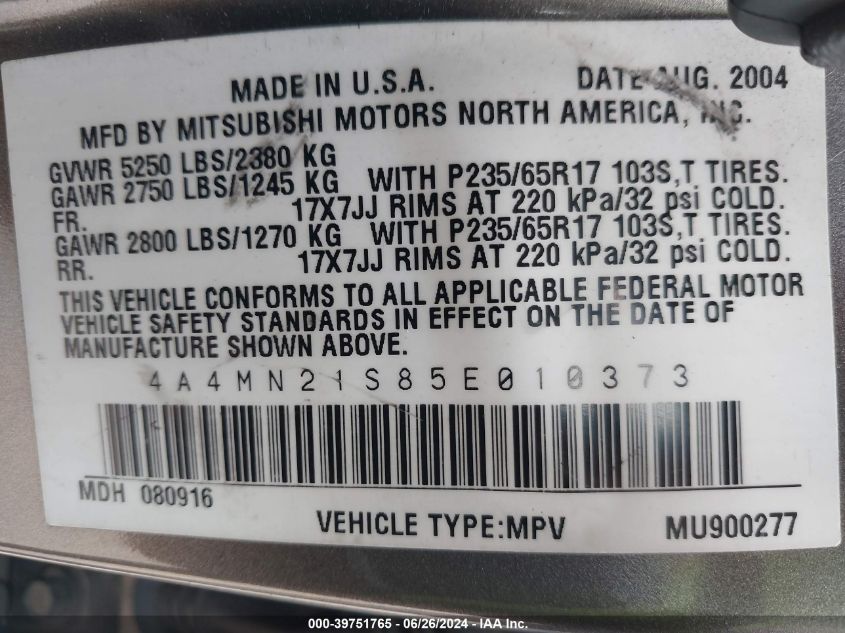 MADE IN U.S.A. DATE AUG. 2004
MFD BY MITSUBISHI MOTORS NORTH AMERICA, INC.
GVWR 5250 LBS/2380 KG
GAWR 2750 LBS/1245 KG WITH P235/65R17 103S,T TIRES.
FR. 17X7JJ RIMS AT 220 kPa/32 psi COLD.
GAWR 2800 LBS/1270 KG WITH P235/65R17 103S,T TIRES.
RR. 17X7JJ RIMS AT 220 kPa/32 psi COLD.
THIS VEHICLE CONFORMS TO ALL APPLICABLE FEDERAL MOTOR
VEHICLE SAFETY STANDARDS IN EFFECT ON THE DATE OF
MANUFACTURE SHOWN ABOVE.
4A4MN21S85E010373
MDH 080916
VEHICLE TYPE:MPV MU900277
000-39751765 - 06/26/2024 - IAA Inc.